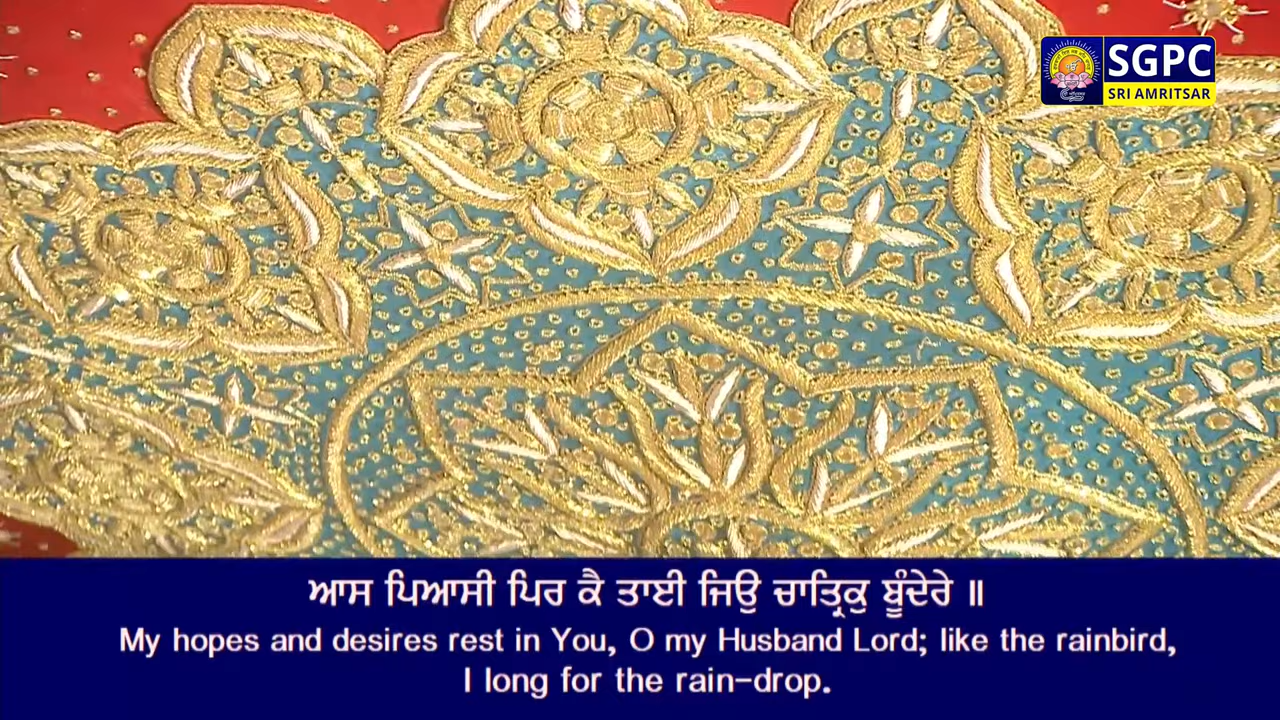 SGPC
SRI AMRITSAR
ਆਸ ਪਿਆਸੀ ਪਿਰ ਕੈ ਤਾਈ ਜਿਉ ਚਾਤ੍ਰਿਕੁ ਬੂੰਦੇਰੇ ॥
My hopes and desires rest in You, O my Husband Lord; like the rainbird,
I long for the rain-drop.